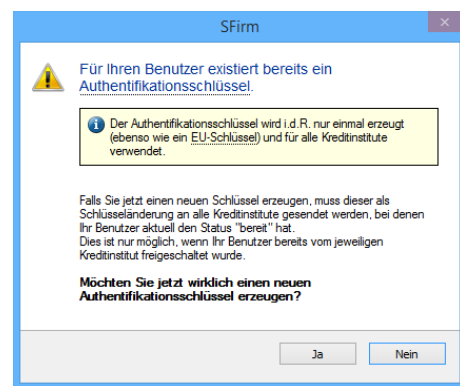 SFirm
Für Ihren Benutzer existiert bereits ein
Authentifikationsschlüssel.
Der Authentifikationsschlüssel wird i.d.R. nur einmal erzeugt
(ebenso wie ein EU-Schlüssel) und für alle Kreditinstitute
verwendet.
Falls Sie jetzt einen neuen Schlüssel erzeugen, muss dieser als
Schlüsseländerung an alle Kreditinstitute gesendet werden, bei denen
Ihr Benutzer aktuell den Status "bereit" hat.
Dies ist nur möglich, wenn Ihr Benutzer bereits vom jeweiligen
Kreditinstitut freigeschaltet wurde.
Möchten Sie jetzt wirklich einen neuen
Authentifikationsschlüssel erzeugen?
Ja
Nein